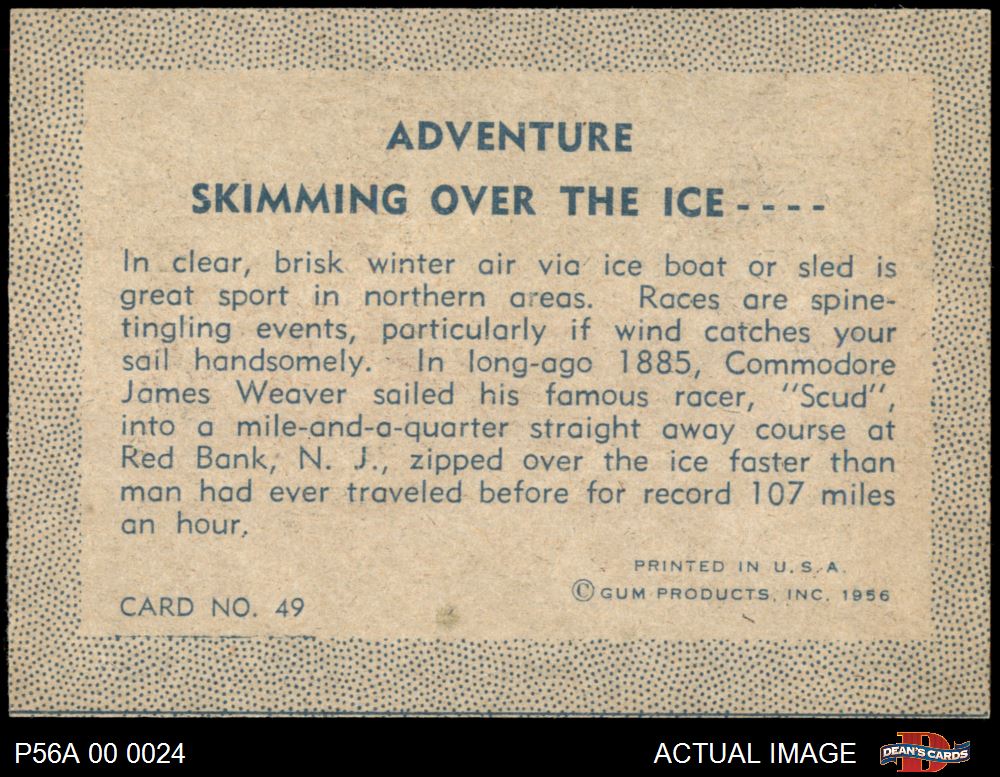 ADVENTURE
SKIMMING OVER THE ICE----
In clear, brisk winter air via ice boat or sled is
great sport in northern areas. Races are spine-
tingling events, particularly if wind catches your
sail handsomely. In long-ago 1885, Commodore
James Weaver sailed his famous racer, "Scud",
into a mile-and-a-quarter straight away course at
Red Bank, N. J., zipped over the ice faster than
man had ever traveled before for record 107 miles
an hour.
PRINTED IN U.S.A.
© GUM PRODUCTS, INC. 1956
CARD NO. 49
P56A 00 0024
ACTUAL IMAGE
D
DEAN'S CARDS